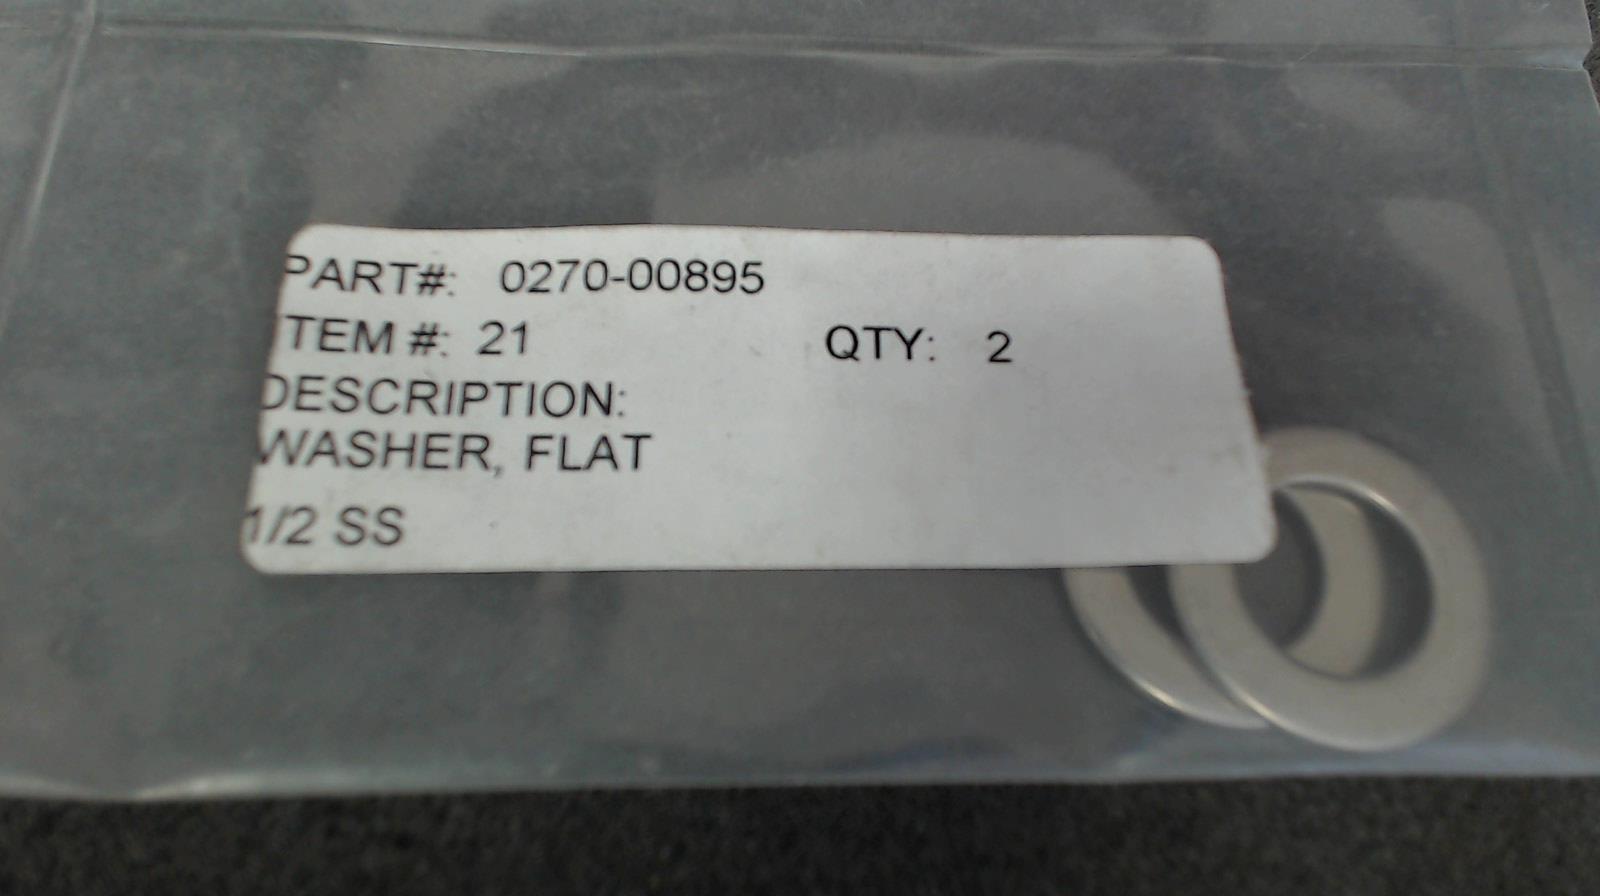 PART#: 0270-00895
ITEM #: 21 QTY: 2
DESCRIPTION:
WASHER, FLAT
1/2 SS